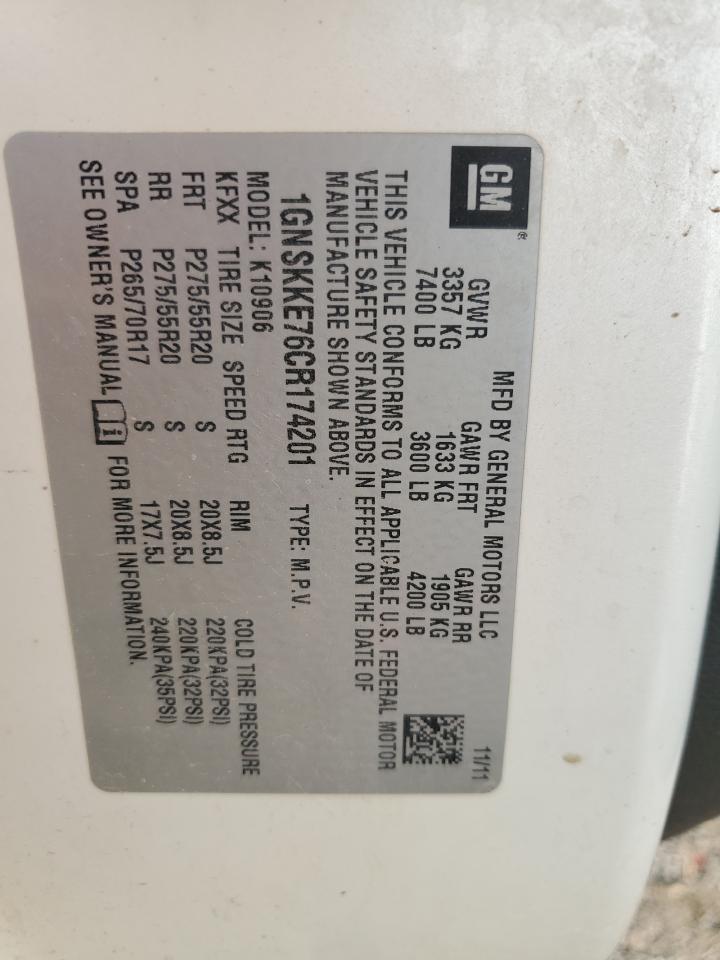 GM ®
MFD BY GENERAL MOTORS LLC 11/11
GVWR GAWR FRT GAWR RR
3357 KG 1633 KG 1905 KG
7400 LB 3600 LB 4200 LB
THIS VEHICLE CONFORMS TO ALL APPLICABLE U.S. FEDERAL MOTOR
VEHICLE SAFETY STANDARDS IN EFFECT ON THE DATE OF
MANUFACTURE SHOWN ABOVE.
1GNSKKE76CR174201 TYPE: M.P.V.
MODEL: K10906
KFXX TIRE SIZE SPEED RTG RIM COLD TIRE PRESSURE
FRT P275/55R20 S 20X8.5J 220KPA(32PSI)
RR P275/55R20 S 20X8.5J 220KPA(32PSI)
SPA P265/70R17 S 17X7.5J 240KPA(35PSI)
SEE OWNER'S MANUAL i FOR MORE INFORMATION.